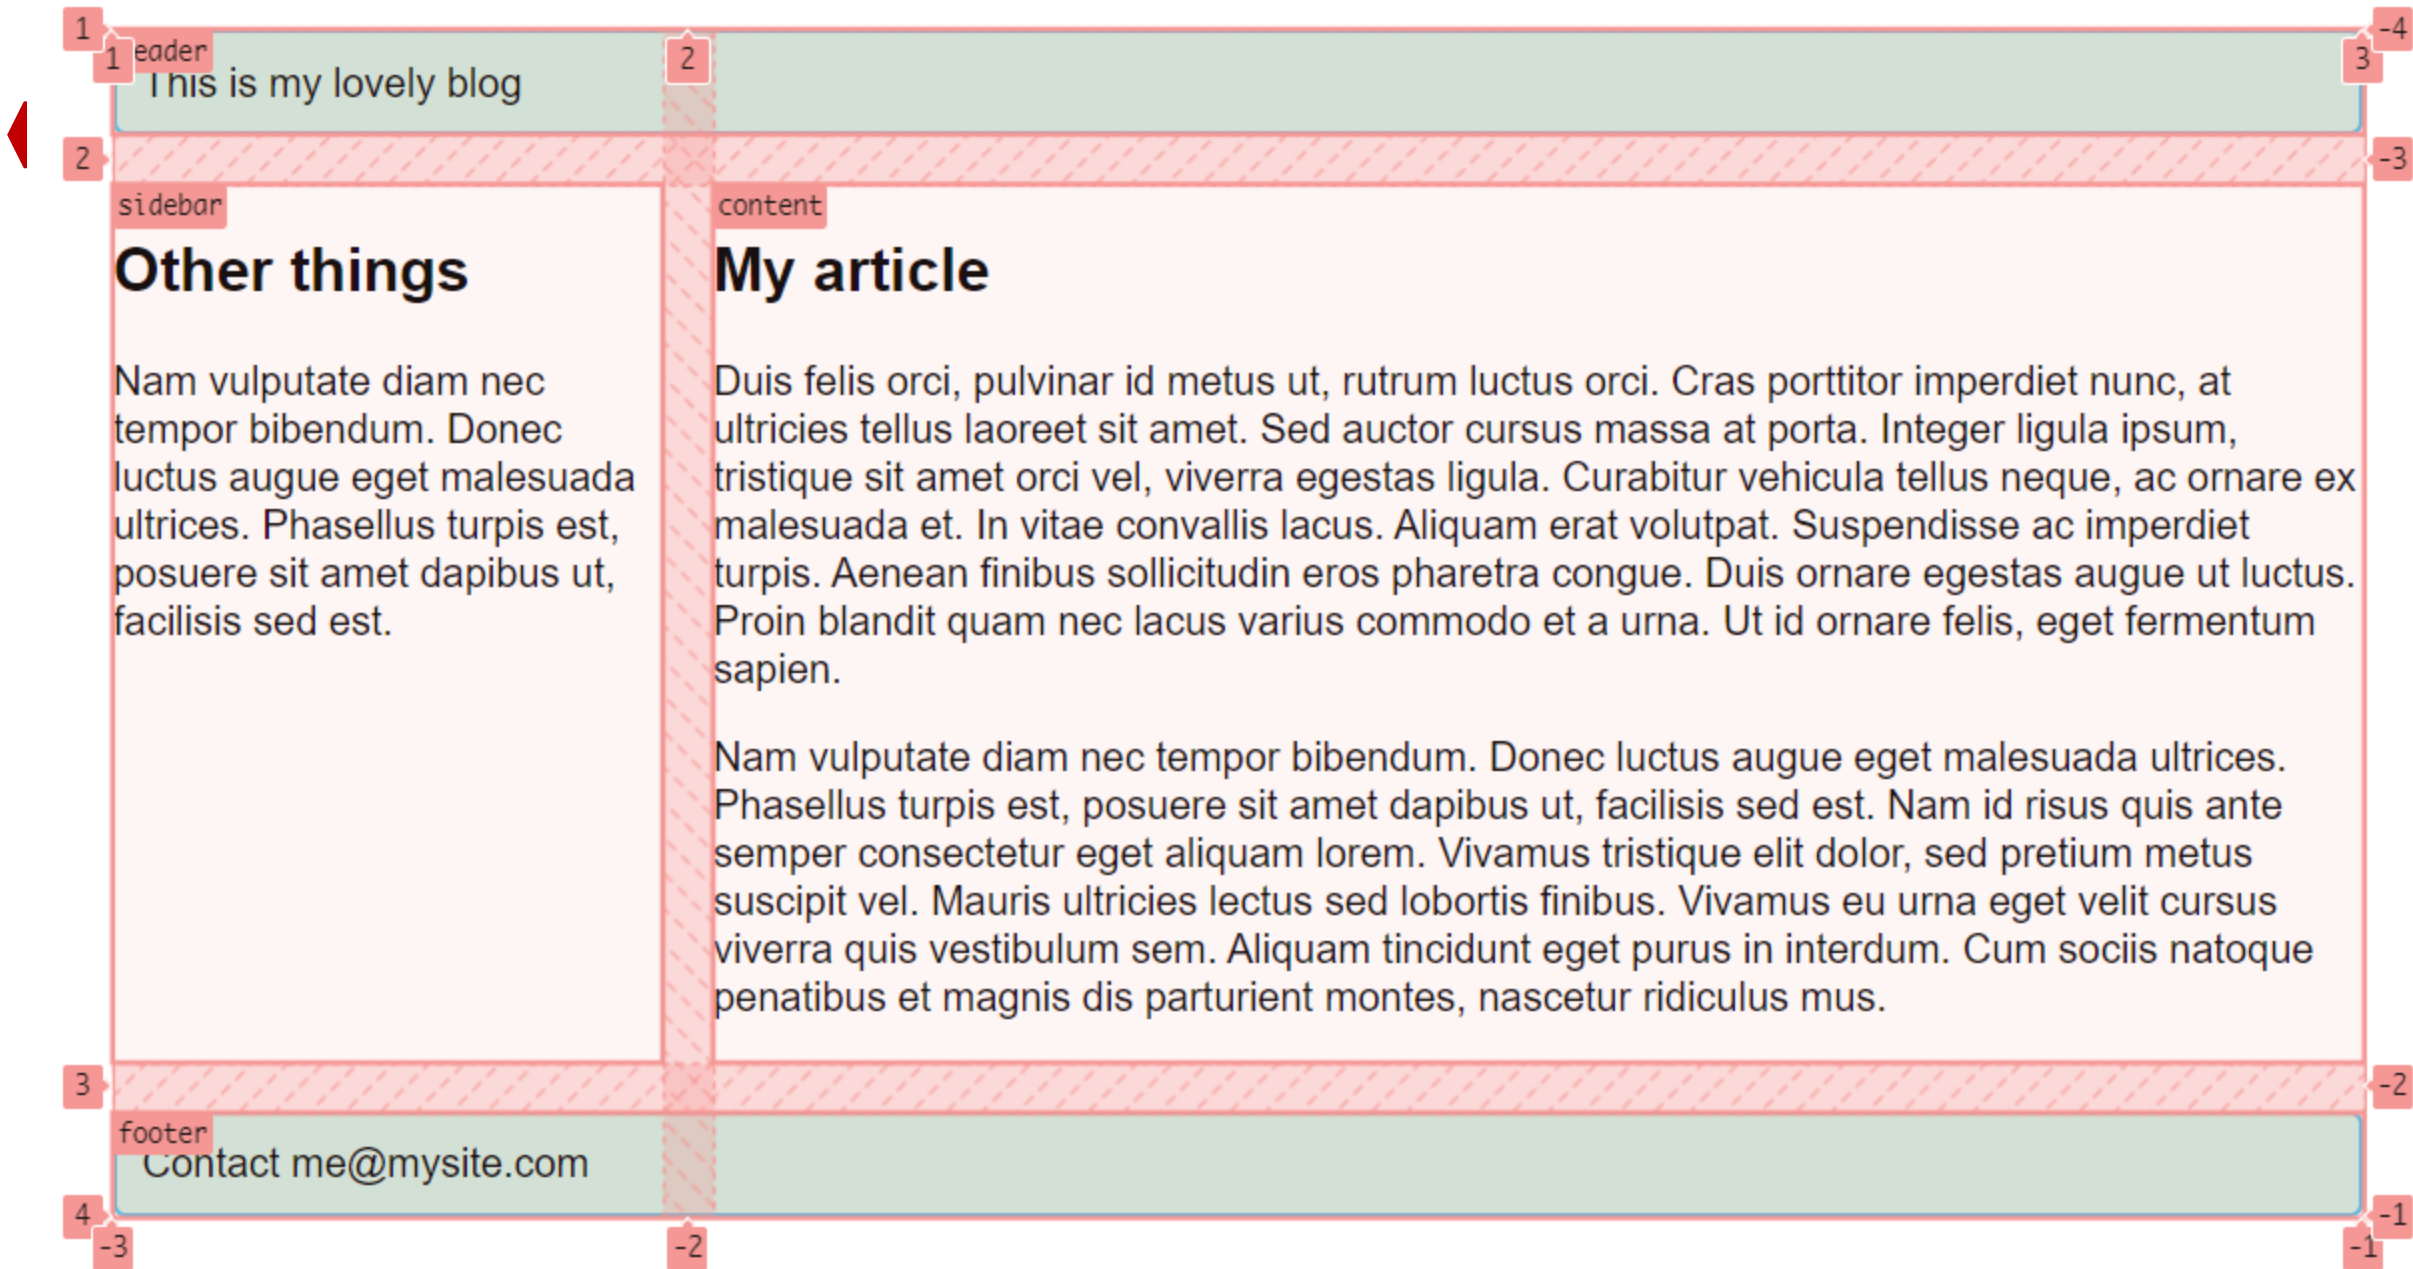 1
-4
1
eader
2
3
This is my lovely blog
2
-3
sidebar
content
Other things
My article
Nam vulputate diam nec
tempor bibendum. Donec
luctus augue eget malesuada
ultrices. Phasellus turpis est,
posuere sit amet dapibus ut,
facilisis sed est.
Duis felis orci, pulvinar id metus ut, rutrum luctus orci. Cras porttitor imperdiet nunc, at
ultricies tellus laoreet sit amet. Sed auctor cursus massa at porta. Integer ligula ipsum,
tristique sit amet orci vel, viverra egestas ligula. Curabitur vehicula tellus neque, ac ornare ex
malesuada et. In vitae convallis lacus. Aliquam erat volutpat. Suspendisse ac imperdiet
turpis. Aenean finibus sollicitudin eros pharetra congue. Duis ornare egestas augue ut luctus.
Proin blandit quam nec lacus varius commodo et a urna. Ut id ornare felis, eget fermentum
sapien.
Nam vulputate diam nec tempor bibendum. Donec luctus augue eget malesuada ultrices.
Phasellus turpis est, posuere sit amet dapibus ut, facilisis sed est. Nam id risus quis ante
semper consectetur eget aliquam lorem. Vivamus tristique elit dolor, sed pretium metus
suscipit vel. Mauris ultricies lectus sed lobortis finibus. Vivamus eu urna eget velit cursus
viverra quis vestibulum sem. Aliquam tincidunt eget purus in interdum. Cum sociis natoque
penatibus et magnis dis parturient montes, nascetur ridiculus mus.
3
-2
footer
Contact me@mysite.com
4
-1
-3
-2
-1